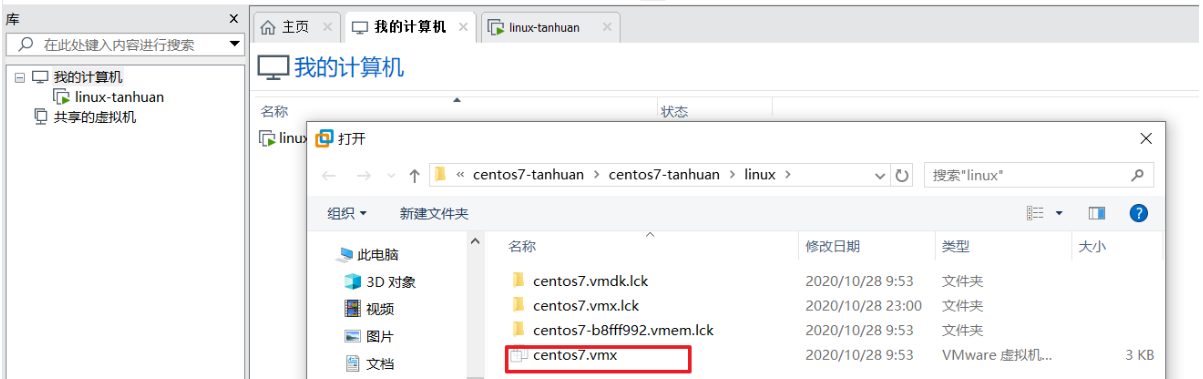 库 x
在此处键入内容进行搜索
我的计算机
linux-tanhuan
共享的虚拟机
主页 × 我的计算机 × linux-tanhuan ×
我的计算机
名称 状态
linux
打开
« centos7-tanhuan > centos7-tanhuan > linux >
搜索"linux"
组织 新建文件夹
此电脑
3D 对象
视频
图片
文档
名称 修改日期 类型 大小
centos7.vmdk.lck 2020/10/28 9:53 文件夹
centos7.vmx.lck 2020/10/28 23:00 文件夹
centos7-b8fff992.vmem.lck 2020/10/28 9:53 文件夹
centos7.vmx 2020/10/28 9:53 VMware 虚拟机... 3 KB